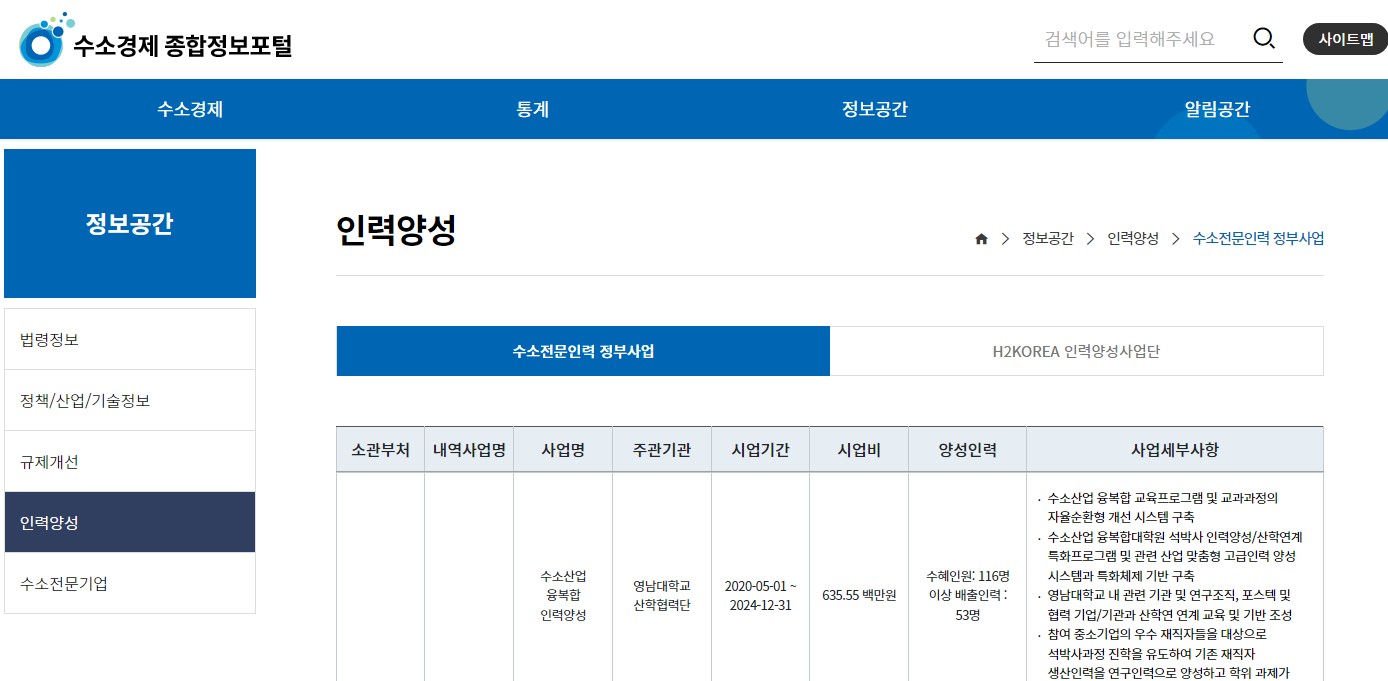 수소경제 종합정보포털
검색어를 입력해주세요
사이트맵
수소경제
통계
정보공간
알림공간
정보공간
법령정보
정책/산업/기술정보
규제개선
인력양성
수소전문기업
인력양성
정보공간
인력양성
수소전문인력 정부사업
수소전문인력 정부사업
H2KOREA 인력양성사업단
소관부처
내역사업명
사업명
주관기관
시업기간
시업비
양성인력
사업세부사항
수소산업
융복합
인력양성
영남대학교
산학협력단
2020-05-01 ~
2024-12-31
635.55 백만원
수혜인원: 116명
이상 배출인력 :
53명
· 수소산업 융복합 교육프로그램 및 교과과정의
자율순환형 개선 시스템 구축
· 수소산업 융복합대학원 석박사 인력양성/산학연계
특화프로그램 및 관련 산업 맞춤형 고급인력 양성
시스템과 특화체제 기반 구축
· 영남대학교 내 관련 기관 및 연구조직, 포스텍 및
협력 기업/기관과 산학연 연계 교육 및 기반 조성
· 참여 중소기업의 우수 재직자들을 대상으로
석박사과정 진학을 유도하여 기존 재직자
생산인력을 연구인력으로 양성하고 학위 과제가